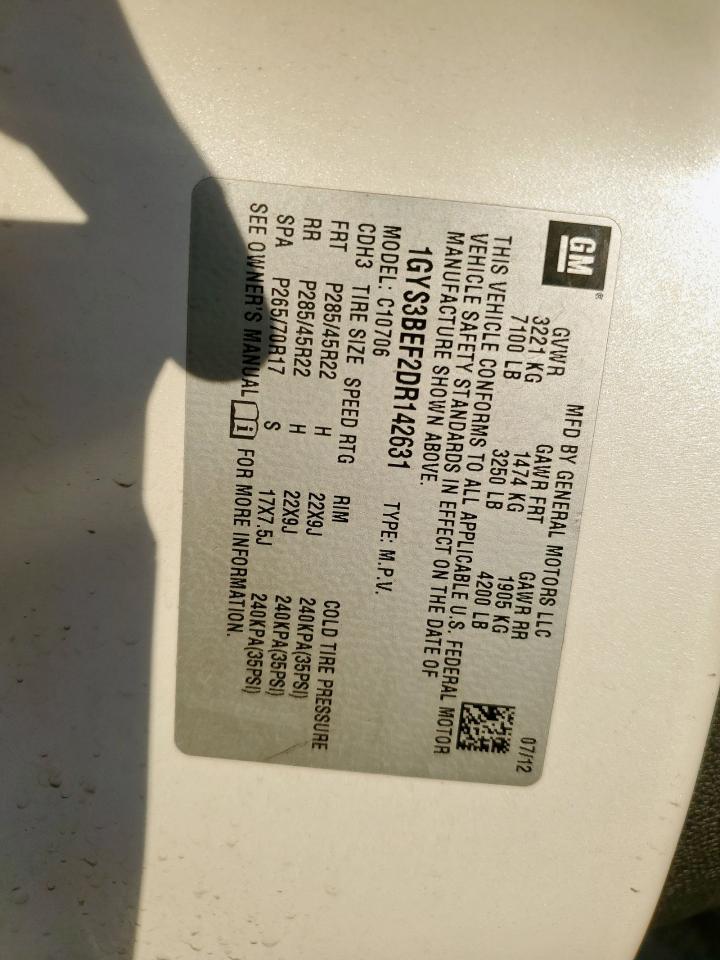 GM®
MFD BY GENERAL MOTORS LLC 07/12
GVWR GAWR FRT GAWR RR
3221 KG 1474 KG 1905 KG
7100 LB 3250 LB 4200 LB
THIS VEHICLE CONFORMS TO ALL APPLICABLE U.S. FEDERAL MOTOR
VEHICLE SAFETY STANDARDS IN EFFECT ON THE DATE OF
MANUFACTURE SHOWN ABOVE.
1GYS3BEF2DR142631 TYPE: M.P.V.
MODEL: C10706
CDH3 TIRE SIZE SPEED RTG RIM COLD TIRE PRESSURE
FRT P285/45R22 H 22X9J 240KPA(35PSI)
RR P285/45R22 H 22X9J 240KPA(35PSI)
SPA P265/70R17 S 17X7.5J 240KPA(35PSI)
SEE OWNER'S MANUAL i FOR MORE INFORMATION.